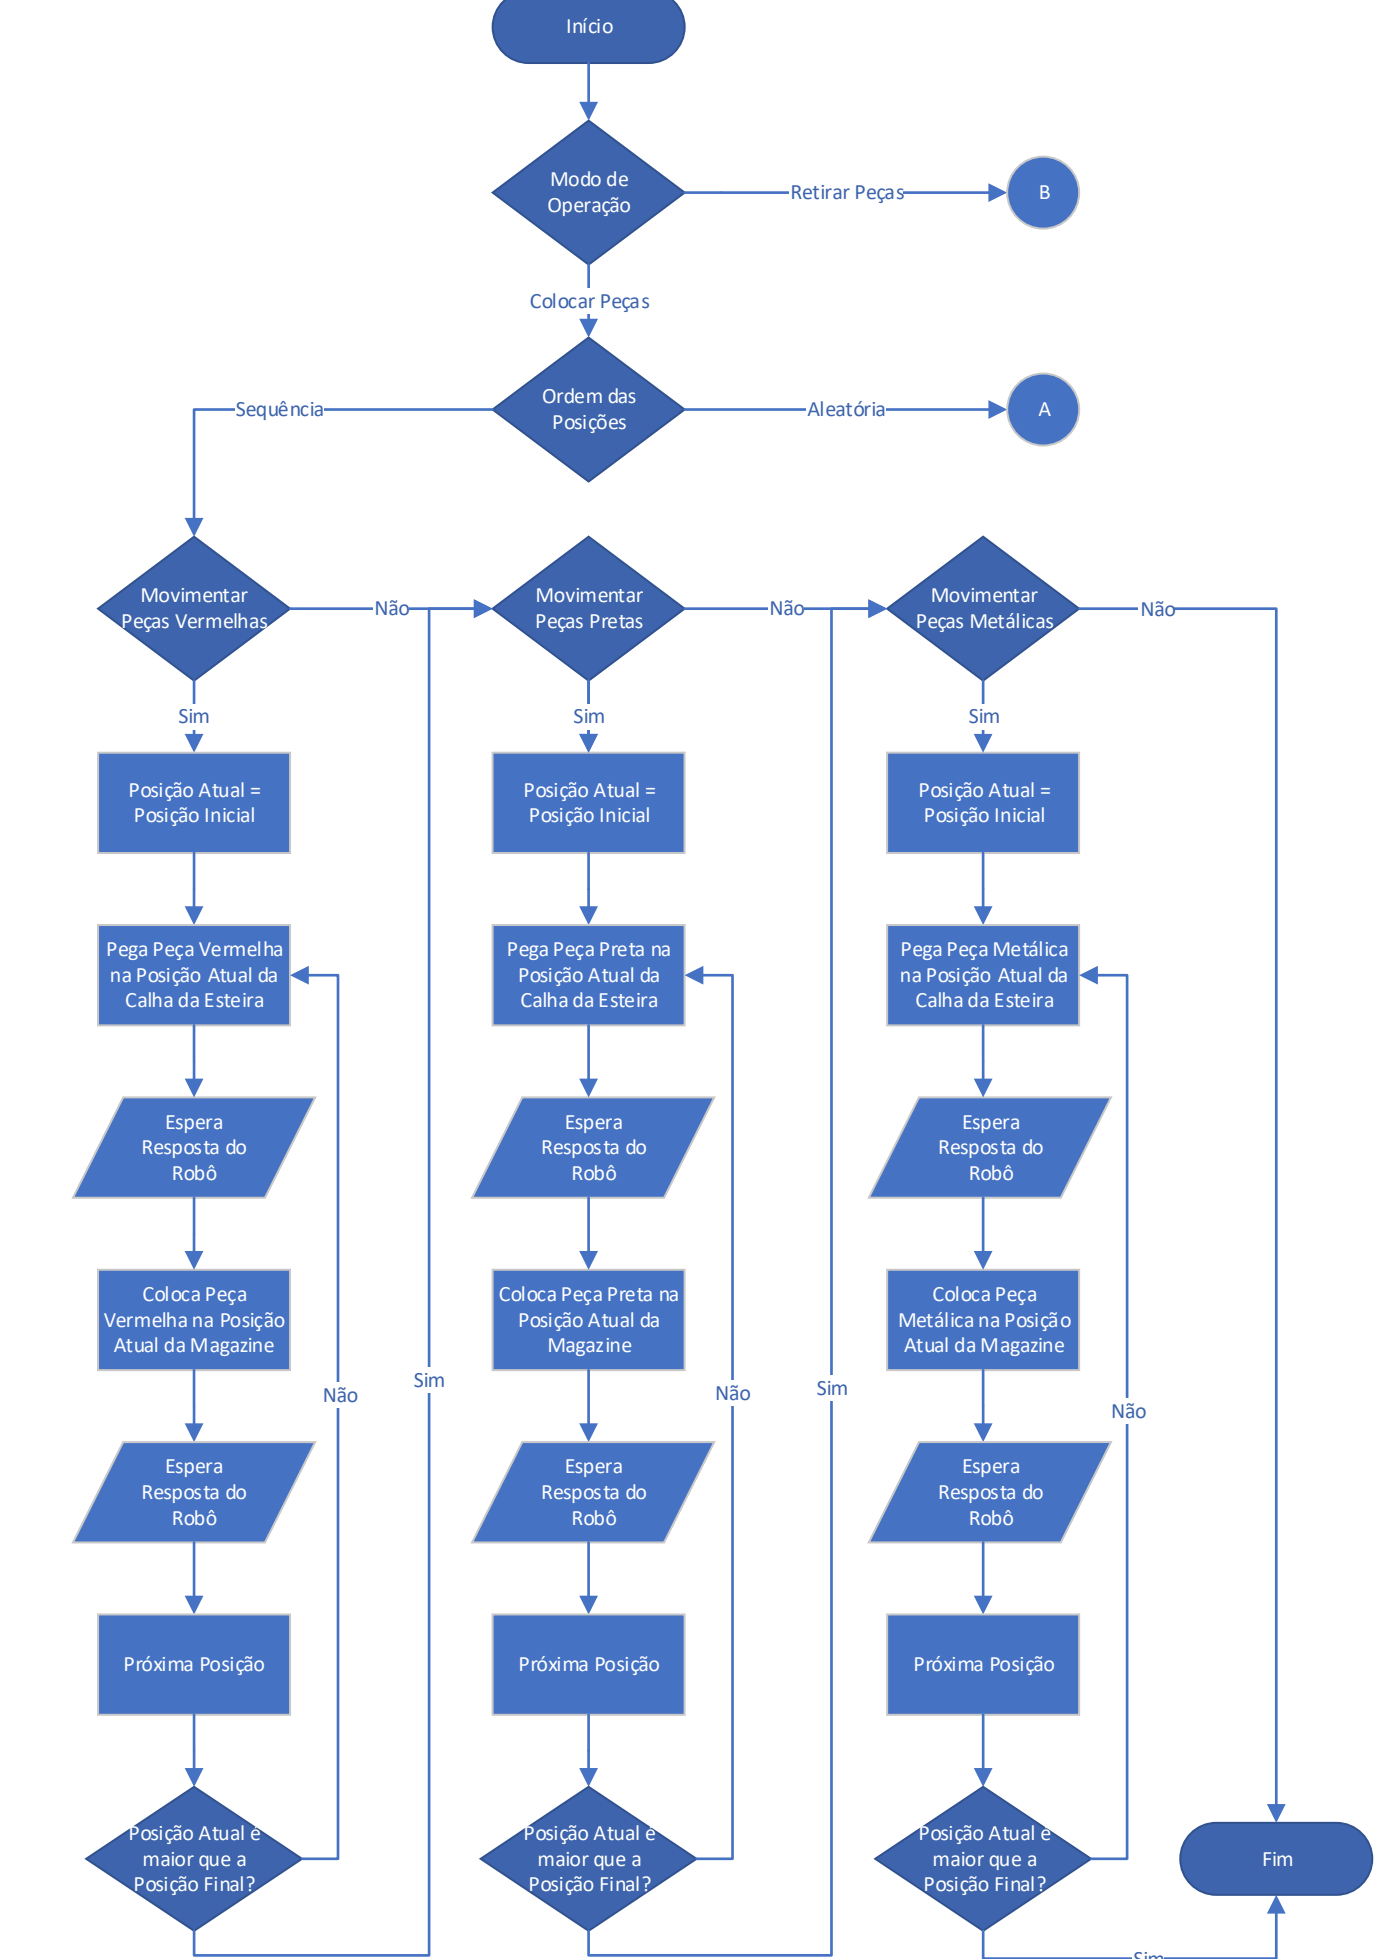 Início
Modo de
Operação
Retirar Peças
B
Colocar Peças
Ordem das
Posições
Sequência
Aleatória
A
Movimentar
Peças Vermelhas
Não
Movimentar
Peças Pretas
Não
Movimentar
Peças Metálicas
Não
Sim
Sim
Sim
Posição Atual =
Posição Inicial
Posição Atual =
Posição Inicial
Posição Atual =
Posição Inicial
Pega Peça Vermelha
na Posição Atual da
Calha da Esteira
Pega Peça Preta na
Posição Atual da
Calha da Esteira
Pega Peça Metálica
na Posição Atual da
Calha da Esteira
Espera
Resposta do
Robô
Espera
Resposta do
Robô
Espera
Resposta do
Robô
Coloca Peça
Vermelha na Posição
Atual da Magazine
Coloca Peça Preta na
Posição Atual da
Magazine
Coloca Peça
Metálica na Posição
Atual da Magazine
Não
Sim
Não
Sim
Não
Espera
Resposta do
Robô
Espera
Resposta do
Robô
Espera
Resposta do
Robô
Próxima Posição
Próxima Posição
Próxima Posição
Posição Atual é
maior que a
Posição Final?
Posição Atual é
maior que a
Posição Final?
Posição Atual é
maior que a
Posição Final?
Fim
Sim